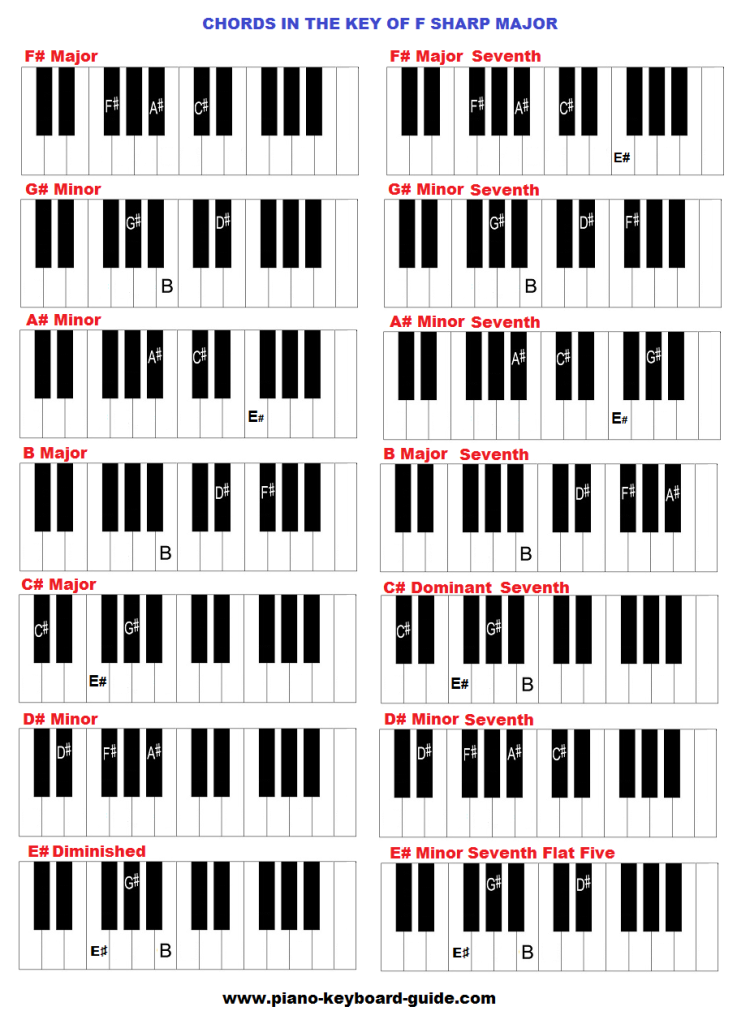 CHORDS IN THE KEY OF F SHARP MAJOR
F# Major
F# A# C#
F# Major Seventh
F# A# C#
E#
G# Minor
G# D#
B
G# Minor Seventh
G# D# F#
B
A# Minor
A# C#
E#
A# Minor Seventh
A# C# G#
E#
B Major
D# F#
B
B Major Seventh
D# F# A#
B
C# Major
C# G#
E#
C# Dominant Seventh
C# G#
E# B
D# Minor
D# F# A#
D# Minor Seventh
D# F# A# C#
E# Diminished
G#
E♯ B
E# Minor Seventh Flat Five
G# D#
E♯ B
www.piano-keyboard-guide.com